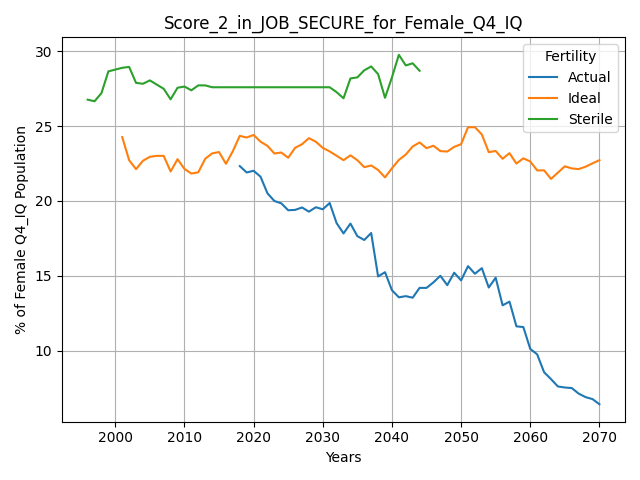 Score_2_in_JOB_SECURE_for_Female_Q4_IQ
% of Female Q4_IQ Population
30
25
20
15
10
Fertility
Actual
Ideal
Sterile
2000 2010 2020 2030 2040 2050 2060 2070
Years